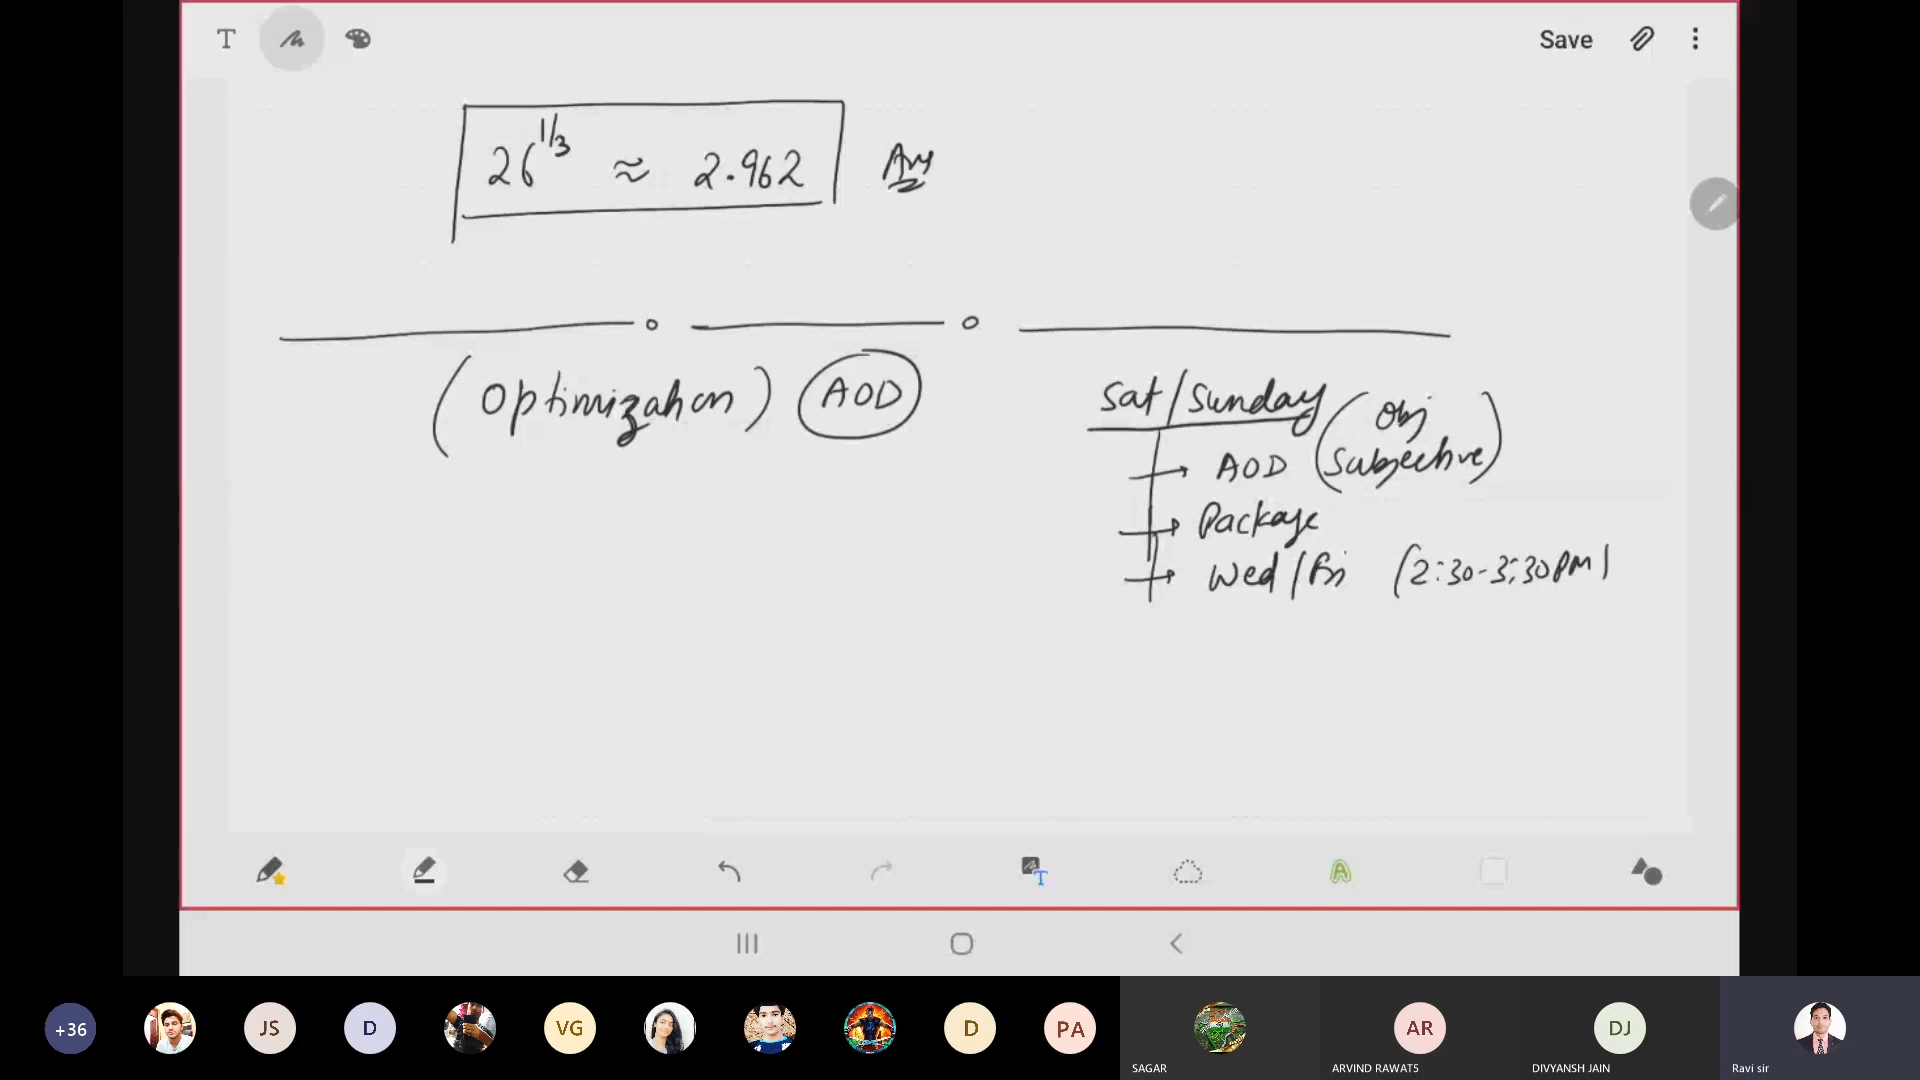 T Save
26^{1/3} ≈ 2.962 Ans
(Optimization) AOD
Sat/Sunday
→ AOD (Obj Subjective)
→ Package
→ Wed/Fri (2:30-3:30PM)
T
A
+36 JS D VG D PA AR DJ
SAGAR ARVIND RAWAT5 DIVYANSH JAIN Ravi sir